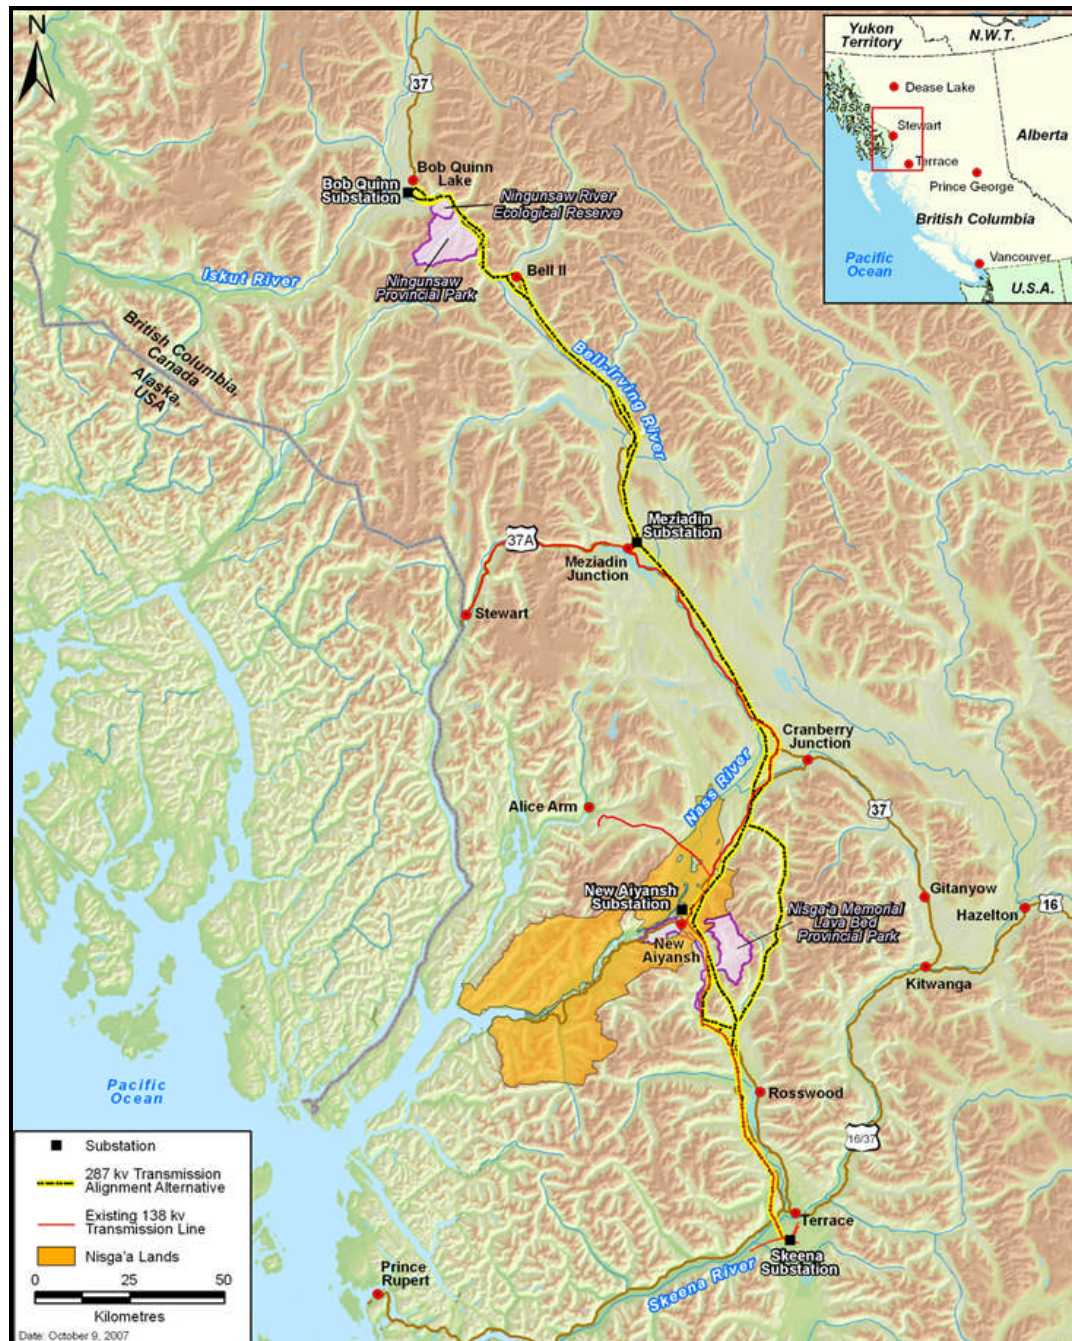 N
37
Bob Quinn
Lake
Bob Quinn
Substation
Ningunsaw River
Ecological Reserve
Iskut River
Ningunsaw
Provincial Park
Bell II
British Columbia,
Canada
Alaska,
USA
Bell-Irving River
Meziadin
Substation
37A
Meziadin
Junction
Stewart
Cranberry
Junction
Nass River
Alice Arm
37
New Aiyansh
Substation
Gitanyow
Hazelton
16
Nisga'a Memorial
Lava Bed
Provincial Park
New
Aiyansh
Kitwanga
Pacific
Ocean
Rosswood
16/37
Terrace
Skeena
Substation
Skeena River
Prince
Rupert
Yukon
Territory
N.W.T.
Dease Lake
Alaska
Stewart
Alberta
Terrace
Prince George
British Columbia
Pacific
Ocean
Vancouver
U.S.A.
Substation
287 kv Transmission
Alignment Alternative
Existing 138 kv
Transmission Line
Nisga'a Lands
0 25 50
Kilometres
Date: October 9, 2007